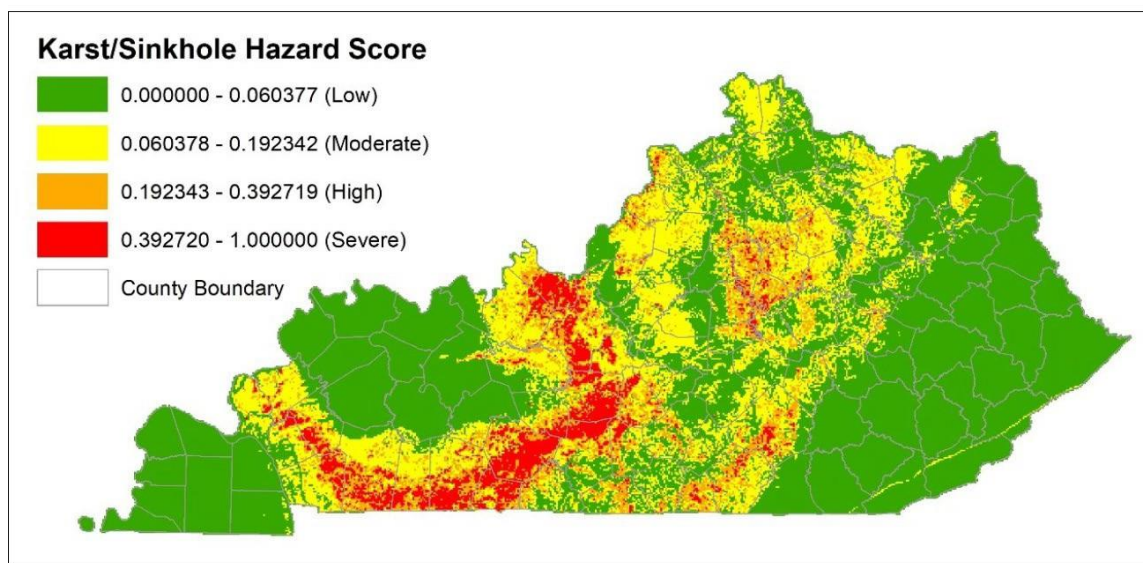 Karst/Sinkhole Hazard Score
0.000000 - 0.060377 (Low)
0.060378 - 0.192342 (Moderate)
0.192343 - 0.392719 (High)
0.392720 - 1.000000 (Severe)
County Boundary